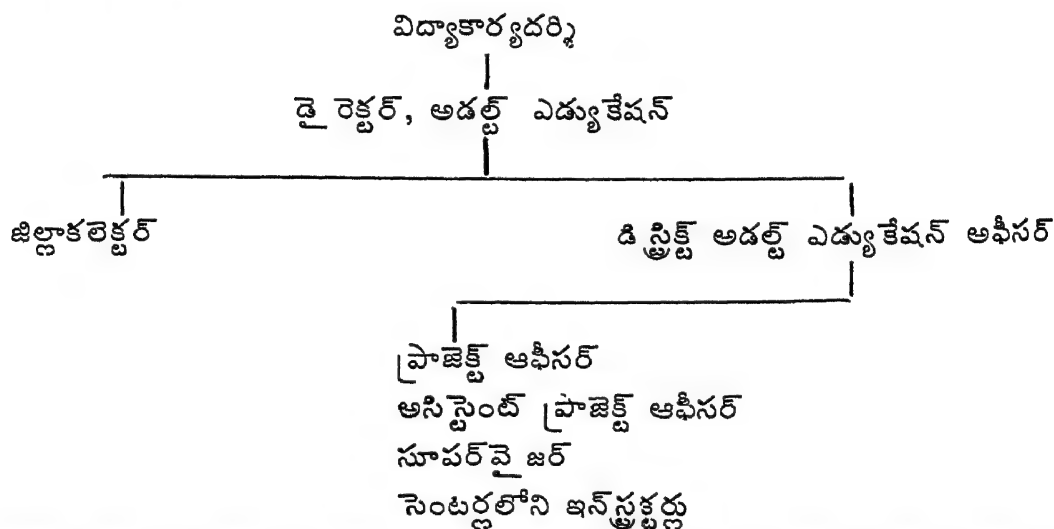 విద్యాకార్యదర్శి
డైరెక్టర్, అడల్ట్ ఎడ్యుకేషన్
జిల్లాకలెక్టర్
డిస్ట్రిక్ట్ అడల్ట్ ఎడ్యుకేషన్ అఫీసర్
ప్రాజెక్ట్ ఆఫీసర్
అసిస్టెంట్ ప్రాజెక్ట్ ఆఫీసర్
సూపర్‌వైజర్
సెంటర్లలోని ఇన్‌స్ట్రక్టర్లు